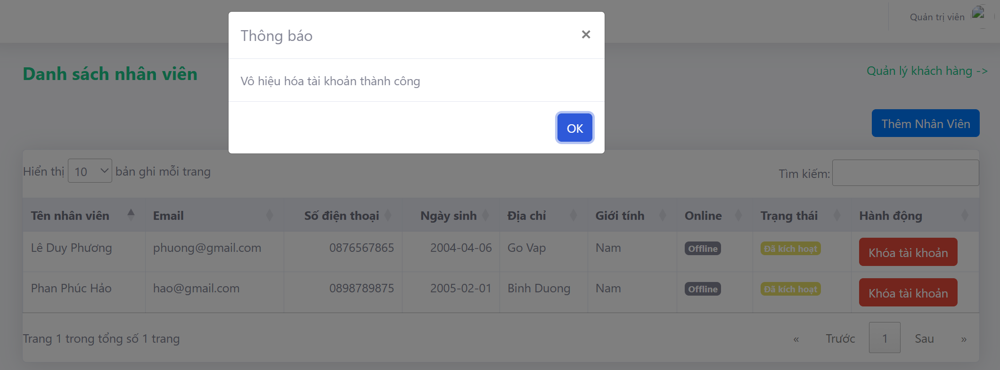 Quản trị viên
Thông báo
×
Vô hiệu hóa tài khoản thành công
OK
Danh sách nhân viên
Quản lý khách hàng ->
Thêm Nhân Viên
Hiển thị 10 bản ghi mỗi trang
Tìm kiếm:
Tên nhân viên Email Số điện thoại Ngày sinh Địa chỉ Giới tính Online Trạng thái Hành động
Lê Duy Phương phuong@gmail.com 0876567865 2004-04-06 Go Vap Nam Offline Đã kích hoạt Khóa tài khoản
Phan Phúc Hảo hao@gmail.com 0898789875 2005-02-01 Binh Duong Nam Offline Đã kích hoạt Khóa tài khoản
Trang 1 trong tổng số 1 trang
« Trước 1 Sau »